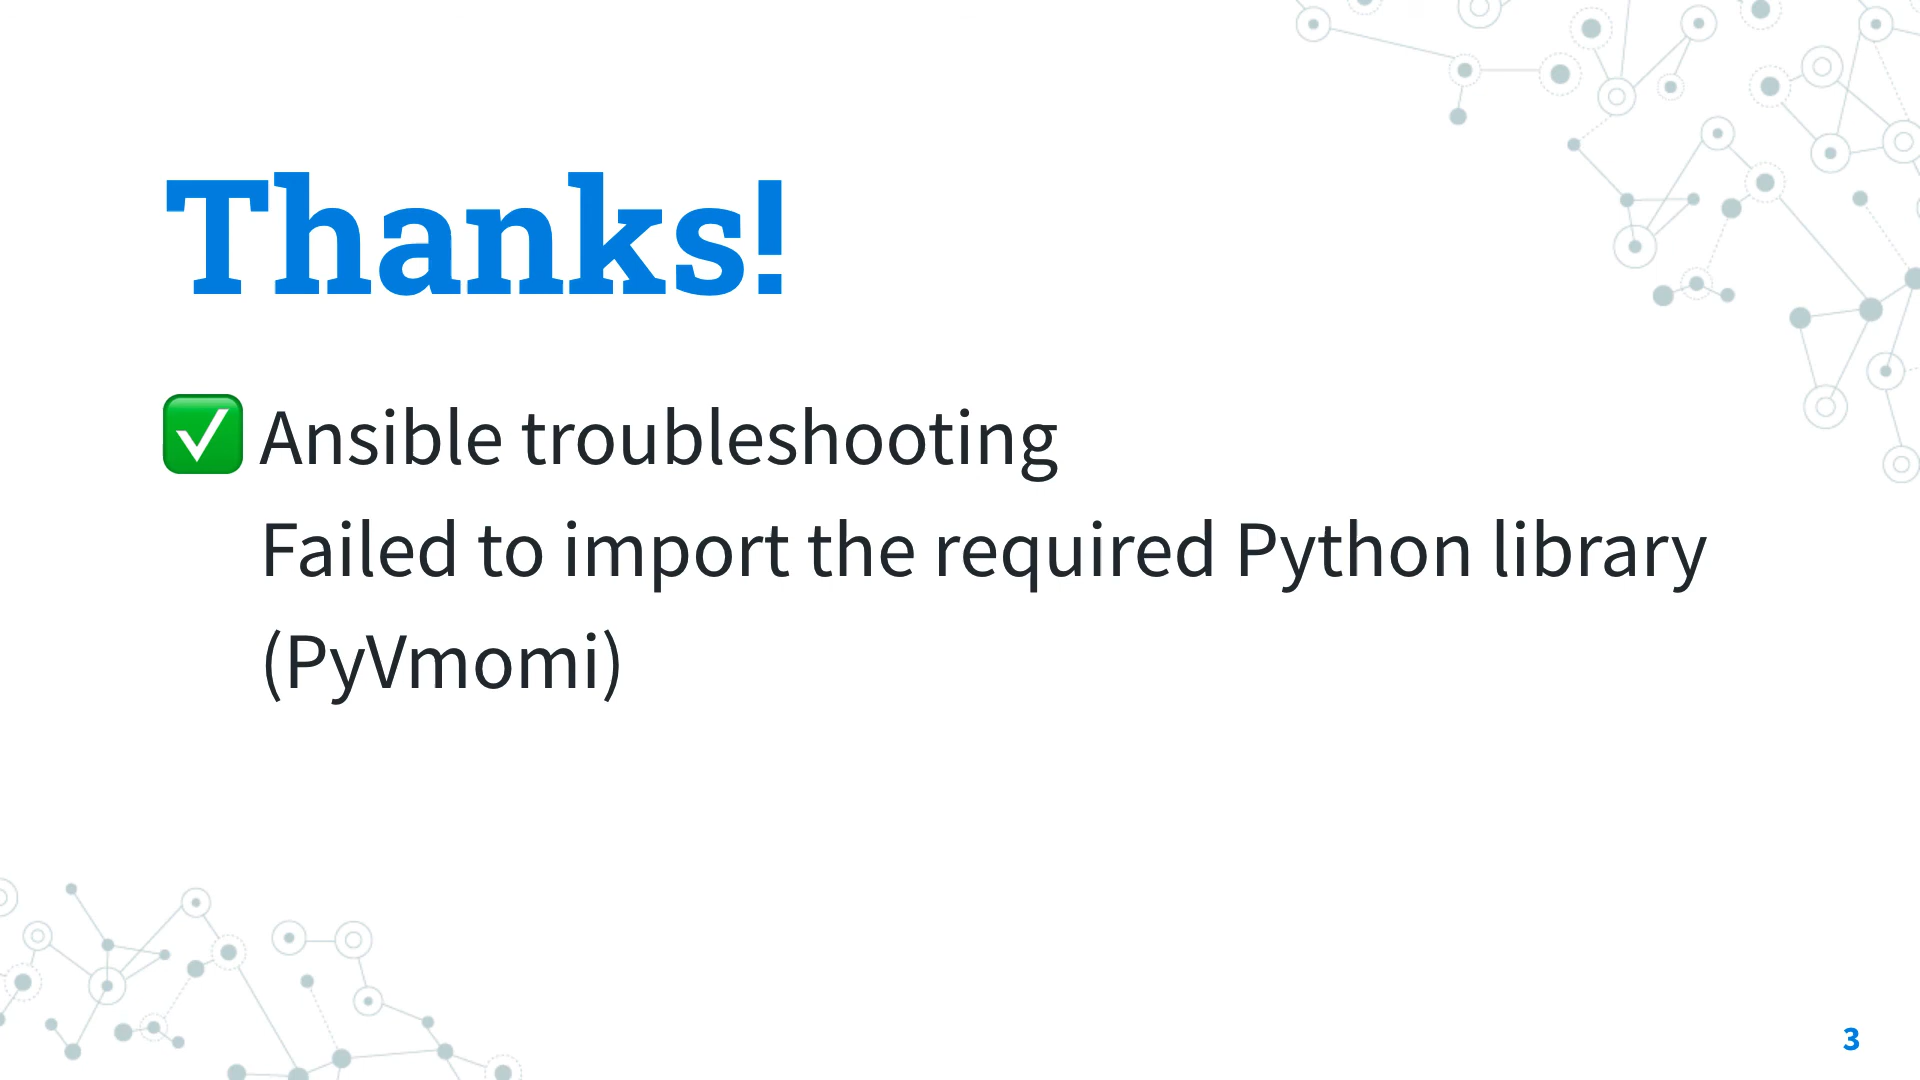 Thanks!
✅ Ansible troubleshooting
Failed to import the required Python library
(PyVmomi)
3